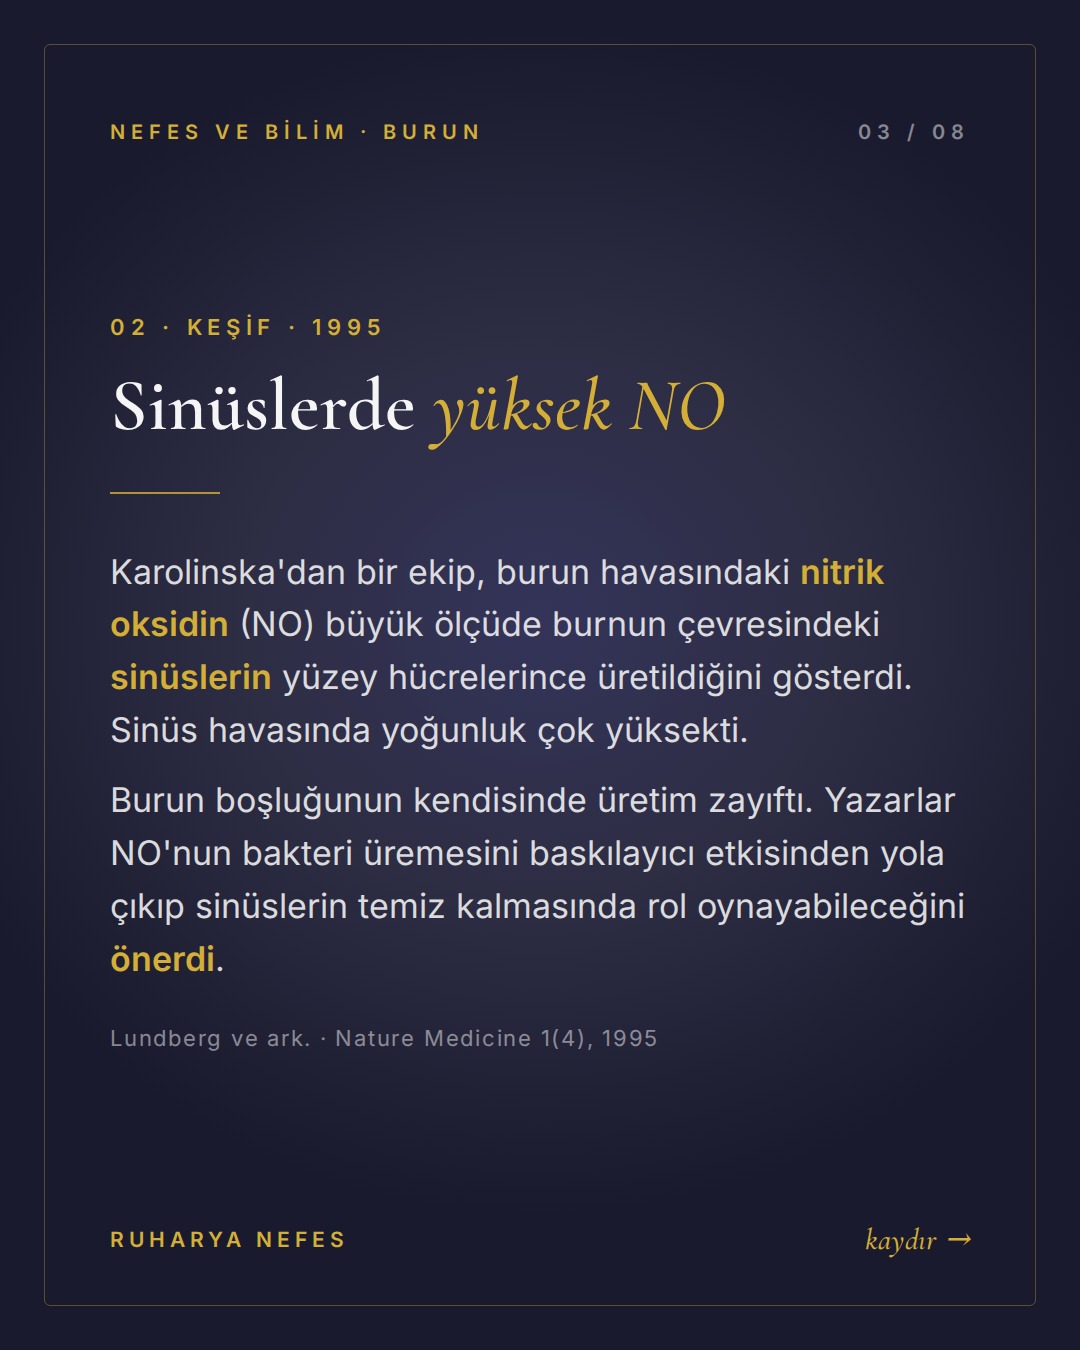 NEFES VE BİLİM · BURUN
03 / 08
02 · KEŞİF · 1995
Sinüslerde yüksek NO
Karolinska'dan bir ekip, burun havasındaki nitrik
oksidin (NO) büyük ölçüde burnun çevresindeki
sinüslerin yüzey hücrelerince üretildiğini gösterdi.
Sinüs havasında yoğunluk çok yüksekti.
Burun boşluğunun kendisinde üretim zayıftı. Yazarlar
NO'nun bakteri üremesini baskılayıcı etkisinden yola
çıkıp sinüslerin temiz kalmasında rol oynayabileceğini
önerdi.
Lundberg ve ark. · Nature Medicine 1(4), 1995
RUHARYA NEFES
kaydır →